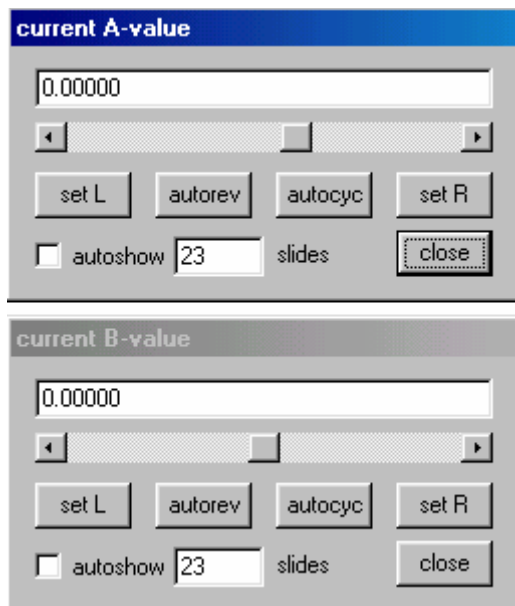 current A-value
0.00000
set L autorev autocyc set R
autoshow 23 slides close
current B-value
0.00000
set L autorev autocyc set R
autoshow 23 slides close